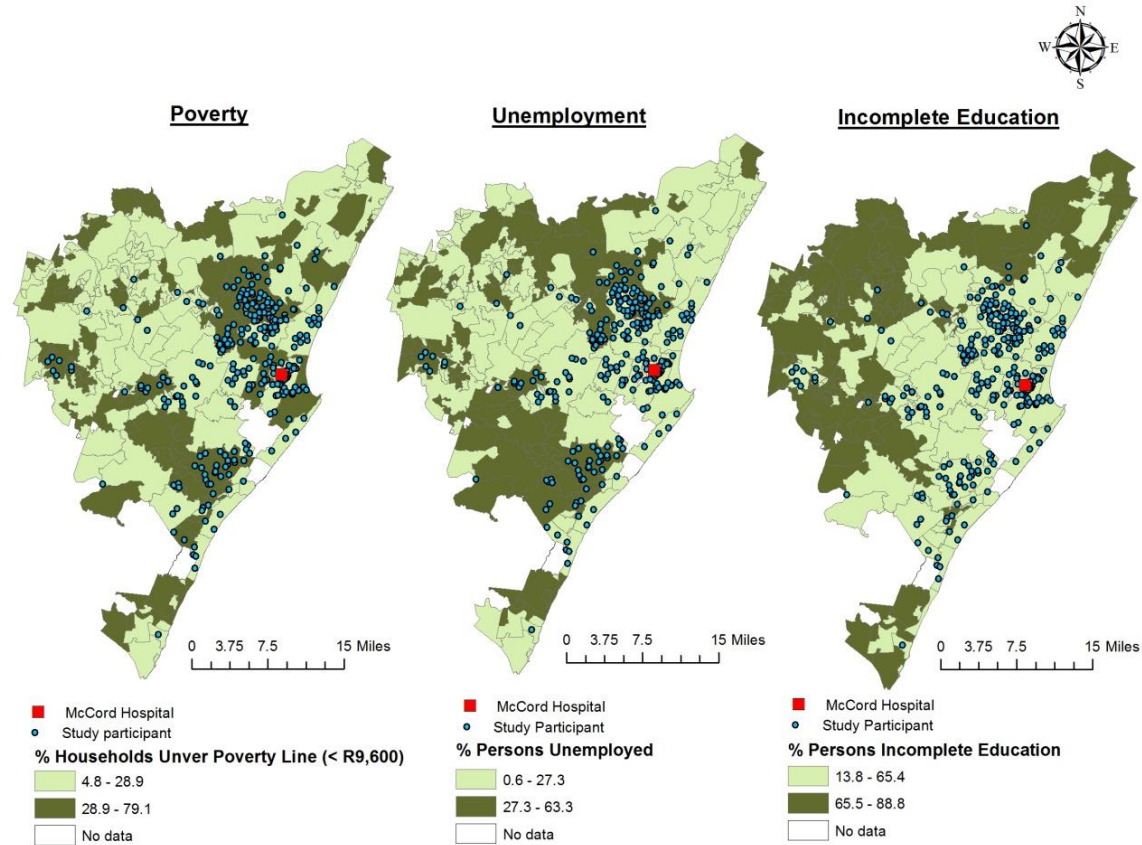 N
W E
S
Poverty
Unemployment
Incomplete Education
0 3.75 7.5 15 Miles
0 3.75 7.5 15 Miles
0 3.75 7.5 15 Miles
McCord Hospital
Study participant
% Households Unver Poverty Line (< R9,600)
4.8 - 28.9
28.9 - 79.1
No data
McCord Hospital
Study Participant
% Persons Unemployed
0.6 - 27.3
27.3 - 63.3
No data
McCord Hospital
Study Participant
% Persons Incomplete Education
13.8 - 65.4
65.5 - 88.8
No data